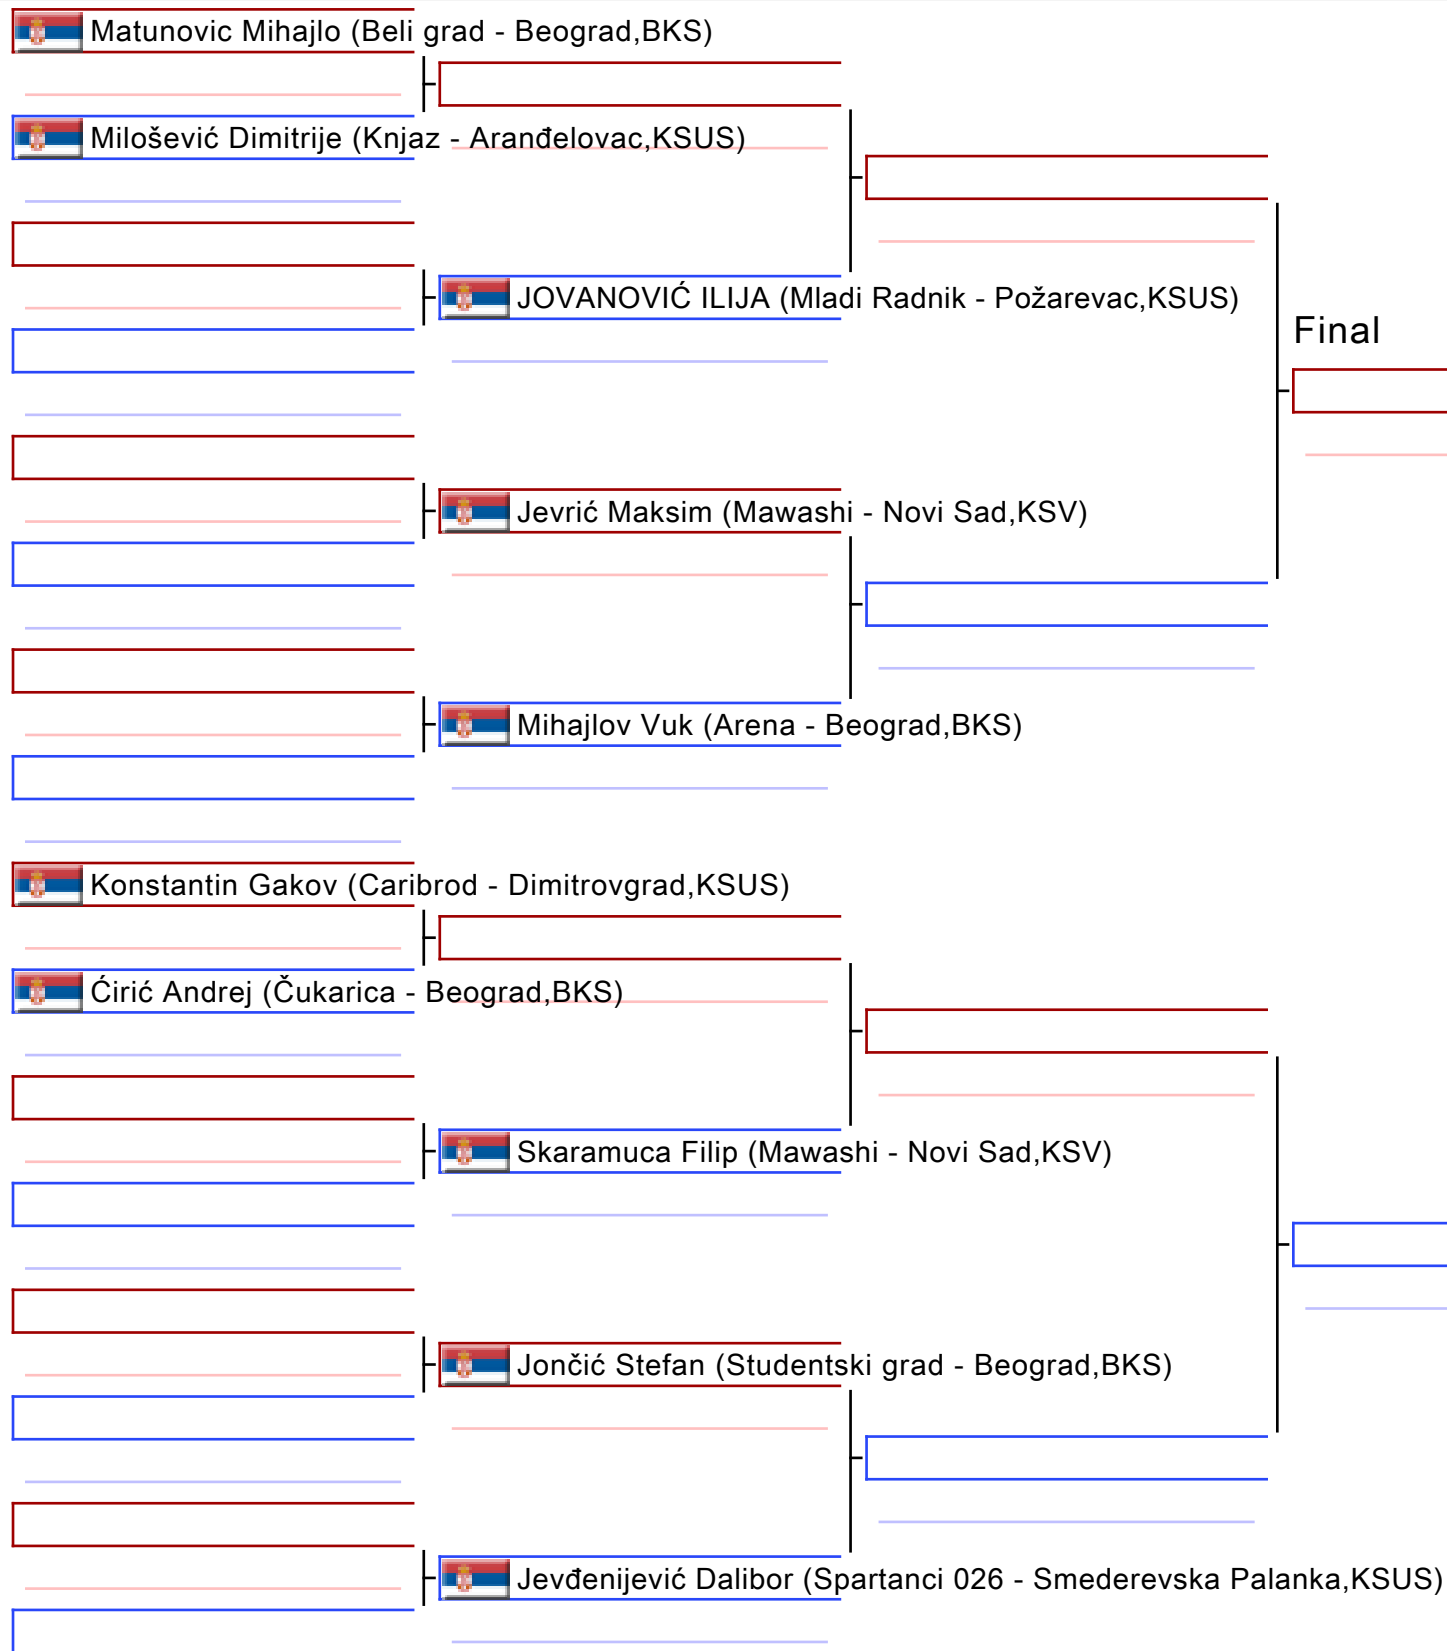 Matunovic Mihajlo (Beli grad - Beograd,BKS)
Milošević Dimitrije (Knjaz - Aranđelovac,KSUS)
JOVANOVIĆ ILIJA (Mladi Radnik - Požarevac,KSUS)
Final
Jevrić Maksim (Mawashi - Novi Sad,KSV)
Mihajlov Vuk (Arena - Beograd,BKS)
Konstantin Gakov (Caribrod - Dimitrovgrad,KSUS)
Ćirić Andrej (Čukarica - Beograd,BKS)
Skaramuca Filip (Mawashi - Novi Sad,KSV)
Jončić Stefan (Studentski grad - Beograd,BKS)
Jevđenijević Dalibor (Spartanci 026 - Smederevska Palanka,KSUS)